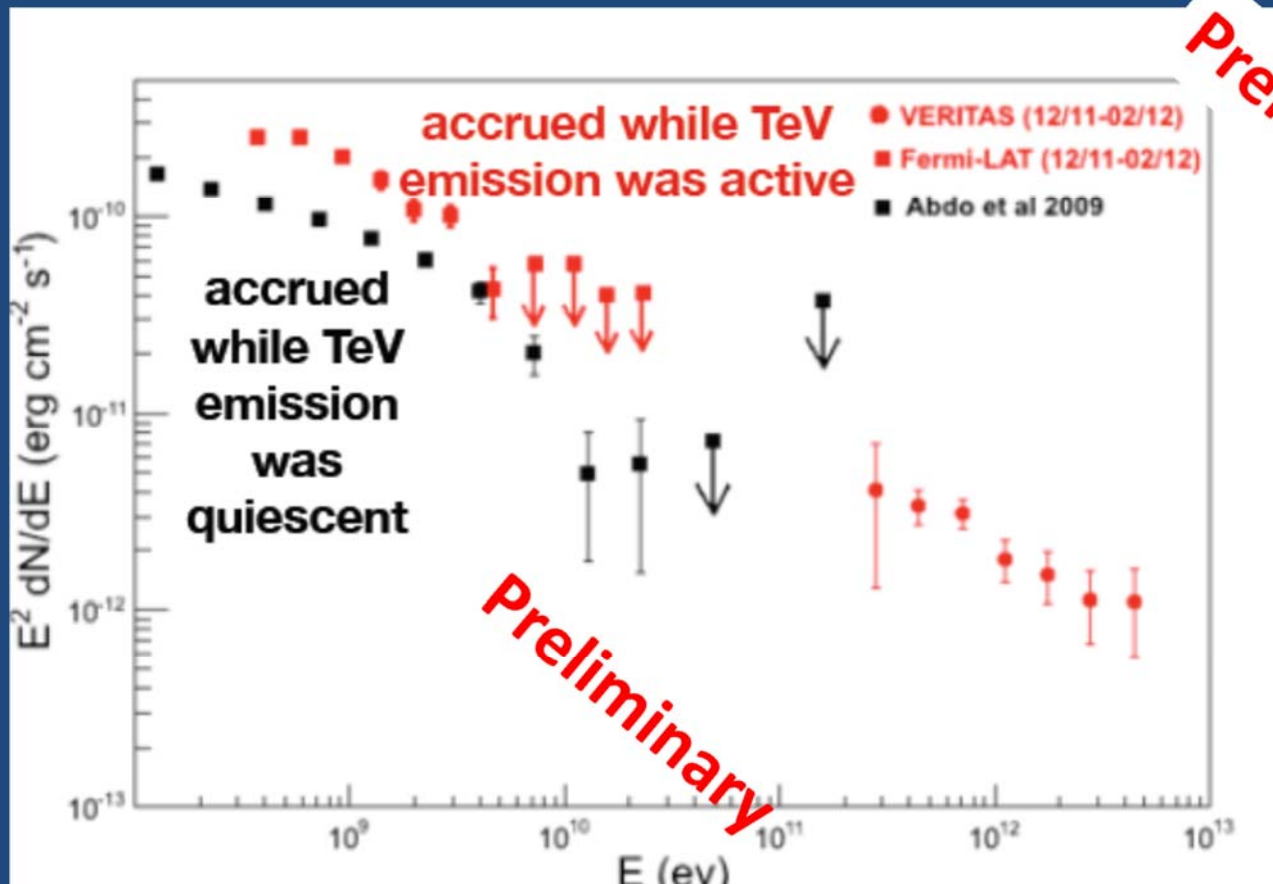 Prel
accrued while TeV
emission was active
VERITAS (12/11-02/12)
Fermi-LAT (12/11-02/12)
Abdo et al 2009
accrued
while TeV
emission
was
quiescent
Preliminary
E² dN/dE (erg cm⁻² s⁻¹)
10⁻¹⁰
10⁻¹¹
10⁻¹²
10⁻¹³
10⁹ 10¹⁰ 10¹¹ 10¹² 10¹³
E (ev)